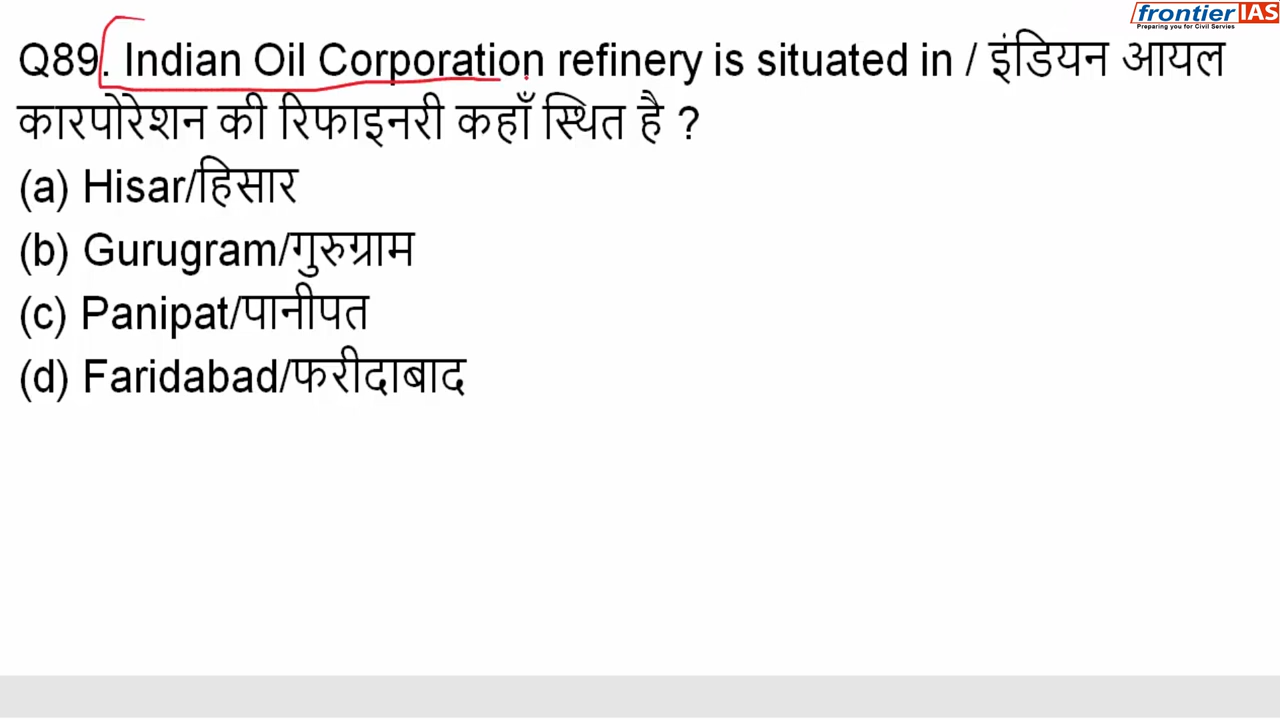 frontier IAS
Preparing you for Civil Servies
Q89. Indian Oil Corporation refinery is situated in / इंडियन आयल
कारपोरेशन की रिफाइनरी कहाँ स्थित है ?
(a) Hisar/हिसार
(b) Gurugram/गुरुग्राम
(c) Panipat/पानीपत
(d) Faridabad/फरीदाबाद